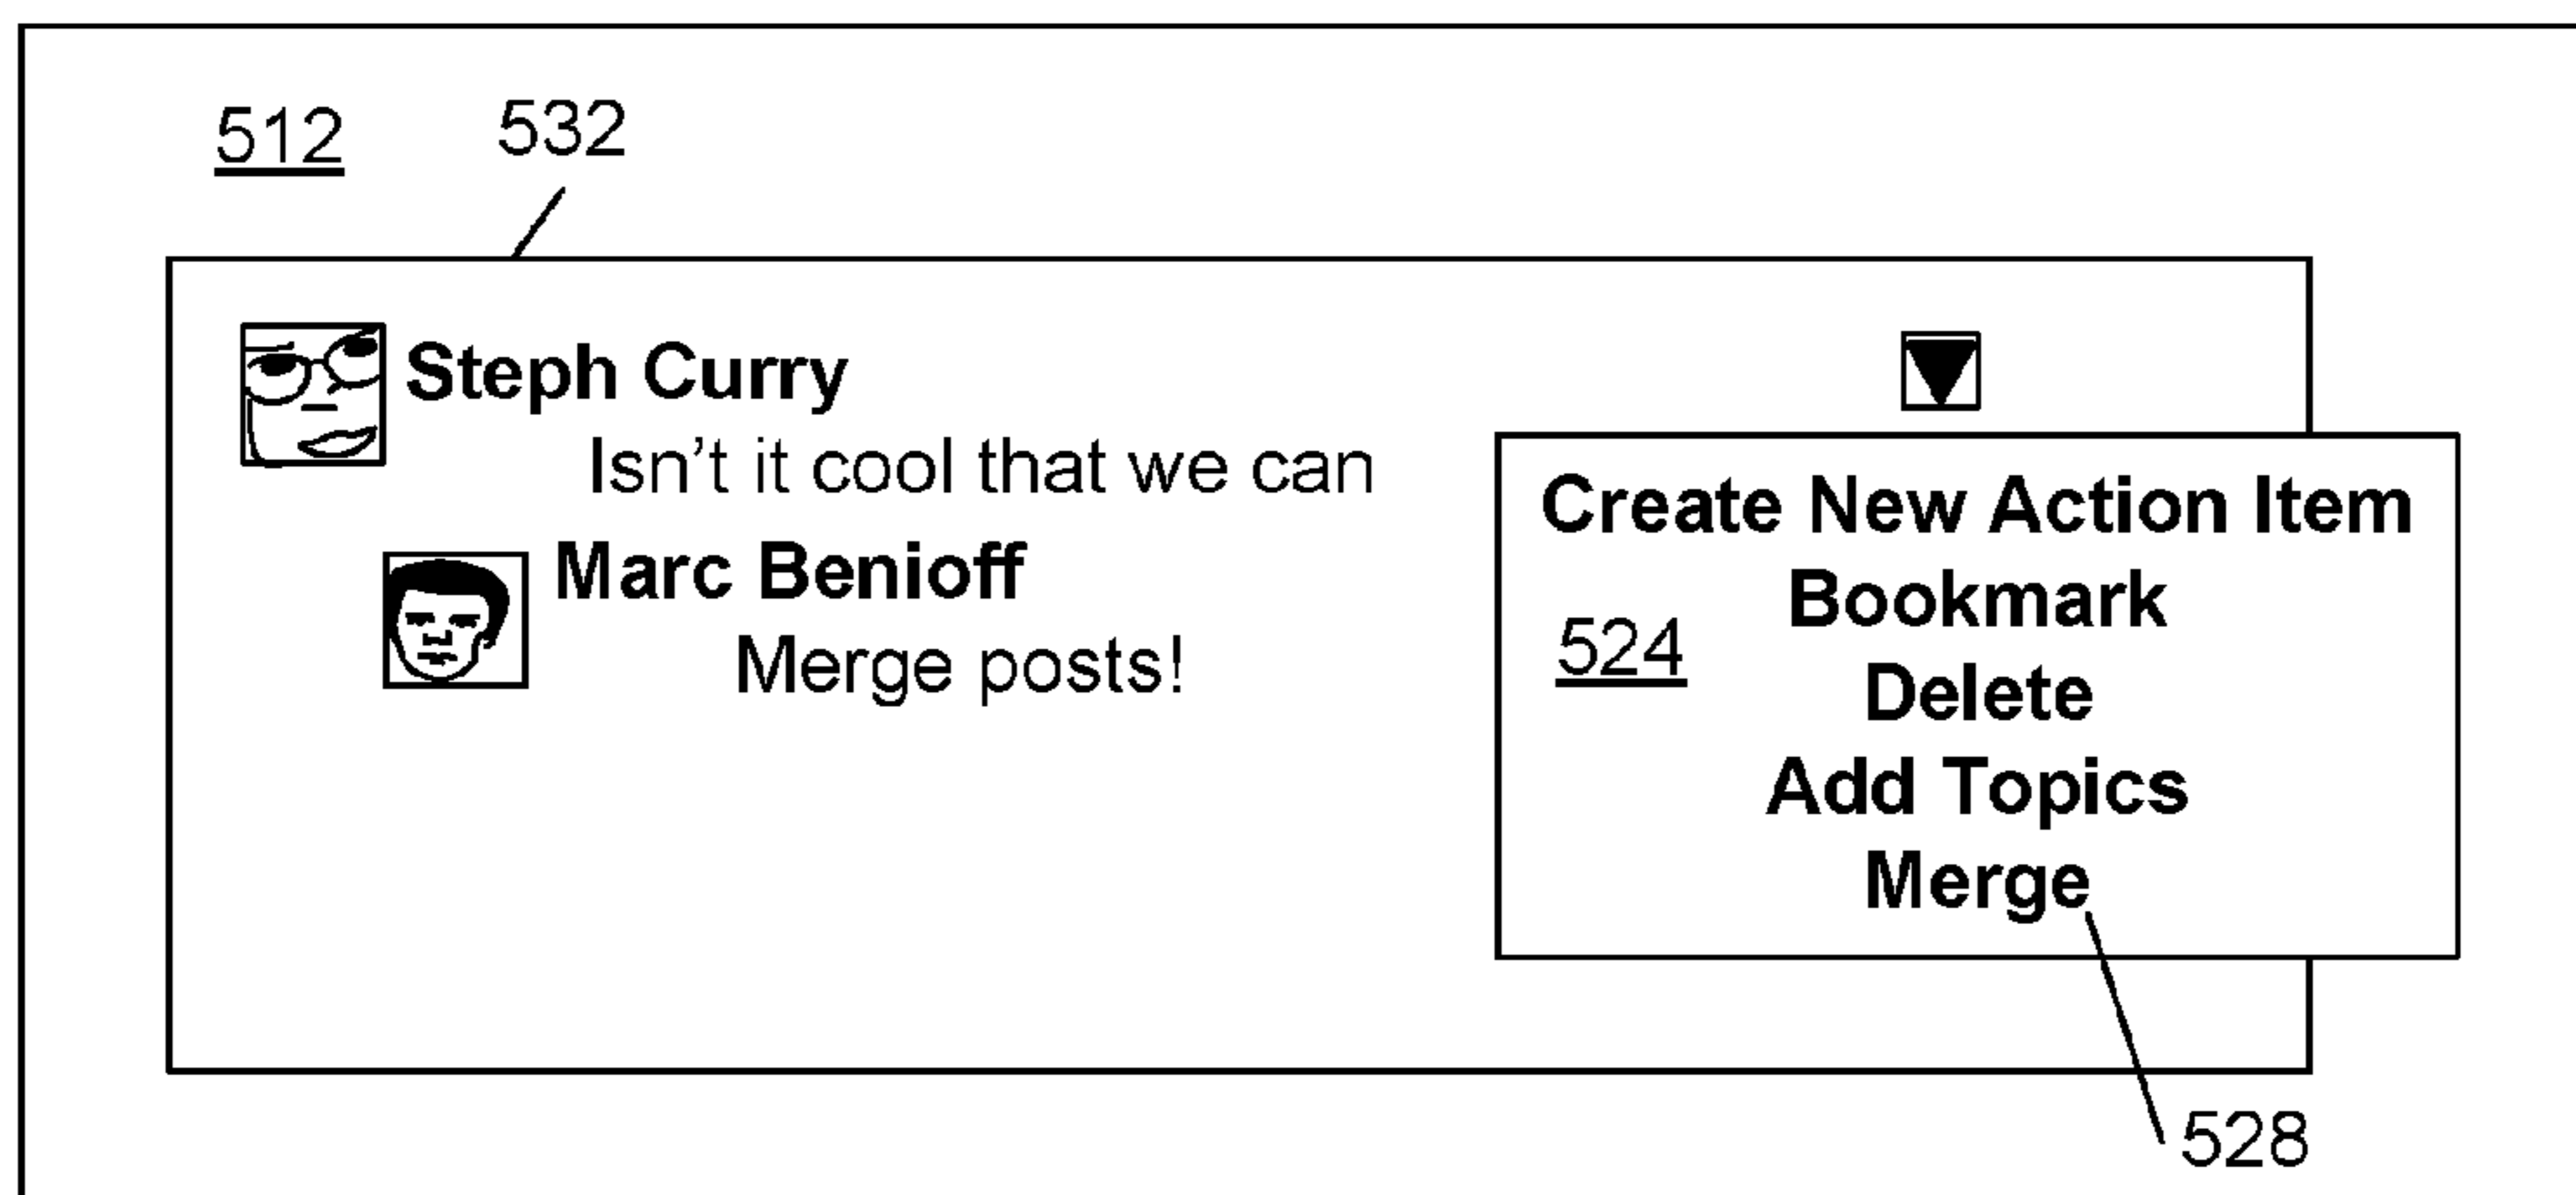 512
532
Steph Curry
Isn't it cool that we can
Marc Benioff
Merge posts!
Create New Action Item
Bookmark
524
Delete
Add Topics
Merge
528